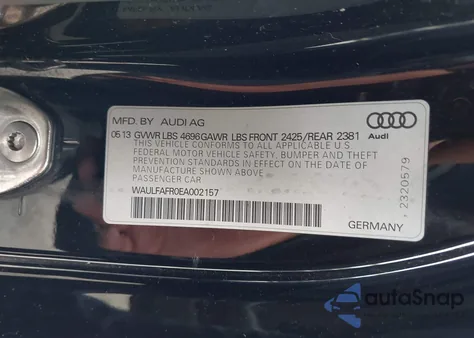 MFD. BY AUDI AG
05.13 GVWR LBS 4696 GAWR LBS FRONT 2425/REAR 2381
THIS VEHICLE CONFORMS TO ALL APPLICABLE U.S.
FEDERAL MOTOR VEHICLE SAFETY, BUMPER AND THEFT
PREVENTION STANDARDS IN EFFECT ON THE DATE OF
MANUFACTURE SHOWN ABOVE.
PASSENGER CAR
WAULFAFR0EA002157
Audi
2320579
GERMANY
autoSnap